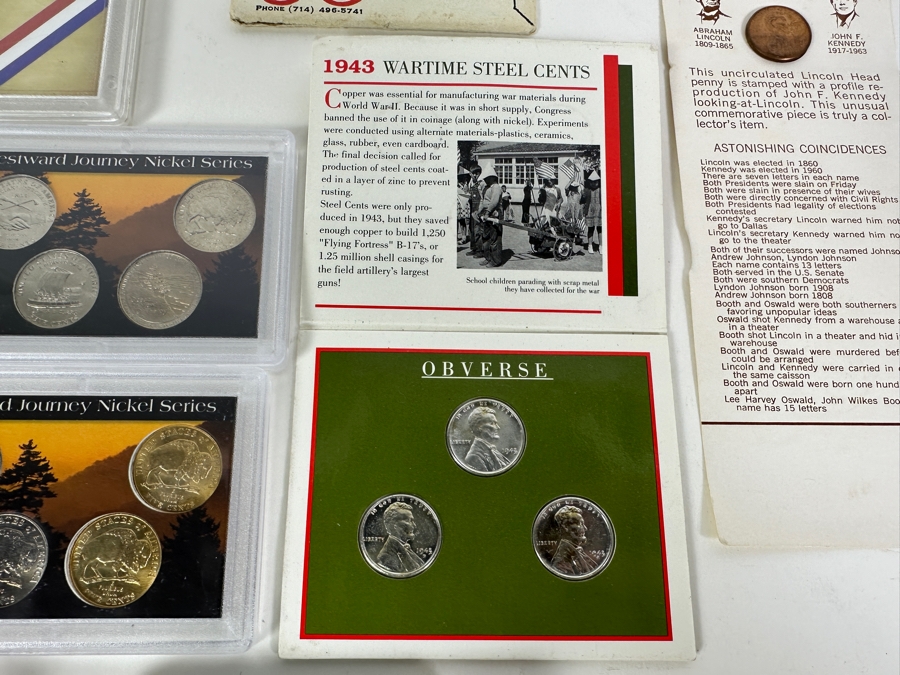 PHONE (714) 496-5741
1943 WARTIME STEEL CENTS
Copper was essential for manufacturing war materials during
World War II. Because it was in short supply, Congress
banned the use of it in coinage (along with nickel). Experiments
were conducted using alternate materials-plastics, ceramics,
glass, rubber, even cardboard.
The final decision called for
production of steel cents coat-
ed in a layer of zinc to prevent
rusting.
Steel Cents were only pro-
duced in 1943, but they saved
enough copper to build 1,250
"Flying Fortress" B-17's, or
1.25 million shell casings for
the field artillery's largest
guns!
School children parading with scrap metal
they have collected for the war
OBVERSE
LIBERTY 1943
LIBERTY 1943
LIBERTY 1943
estward Journey Nickel Series
d Journey Nickel Series
UNITED STATES OF AMERICA
FIVE CENTS
ABRAHAM
LINCOLN
1809-1865
JOHN F.
KENNEDY
1917-1963
This uncirculated Lincoln Head
penny is stamped with a profile re-
production of John F. Kennedy
looking-at-Lincoln. This unusual
commemorative piece is truly a col-
lector's item.
ASTONISHING COINCIDENCES
Lincoln was elected in 1860
Kennedy was elected in 1960
There are seven letters in each name
Both Presidents were slain on Friday
Both were slain in presence of their wives
Both were directly concerned with Civil Rights
Both Presidents had legality of elections
contested
Kennedy's secretary Lincoln warned him not
go to Dallas
Lincoln's secretary Kennedy warned him no
go to the theater
Both of their successors were named Johnso
Andrew Johnson, Lyndon Johnson
Each name contains 13 letters
Both served in the U.S. Senate
Both were southern Democrats
Lyndon Johnson born 1908
Andrew Johnson born 1808
Booth and Oswald were both southerners
favoring unpopular ideas
Oswald shot Kennedy from a warehouse a
in a theater
Booth shot Lincoln in a theater and hid i
warehouse
Booth and Oswald were murdered bef
could be arranged
Lincoln and Kennedy were carried in
the same caisson
Booth and Oswald were born one hund
apart
Lee Harvey Oswald, John Wilkes Boo
name has 15 letters